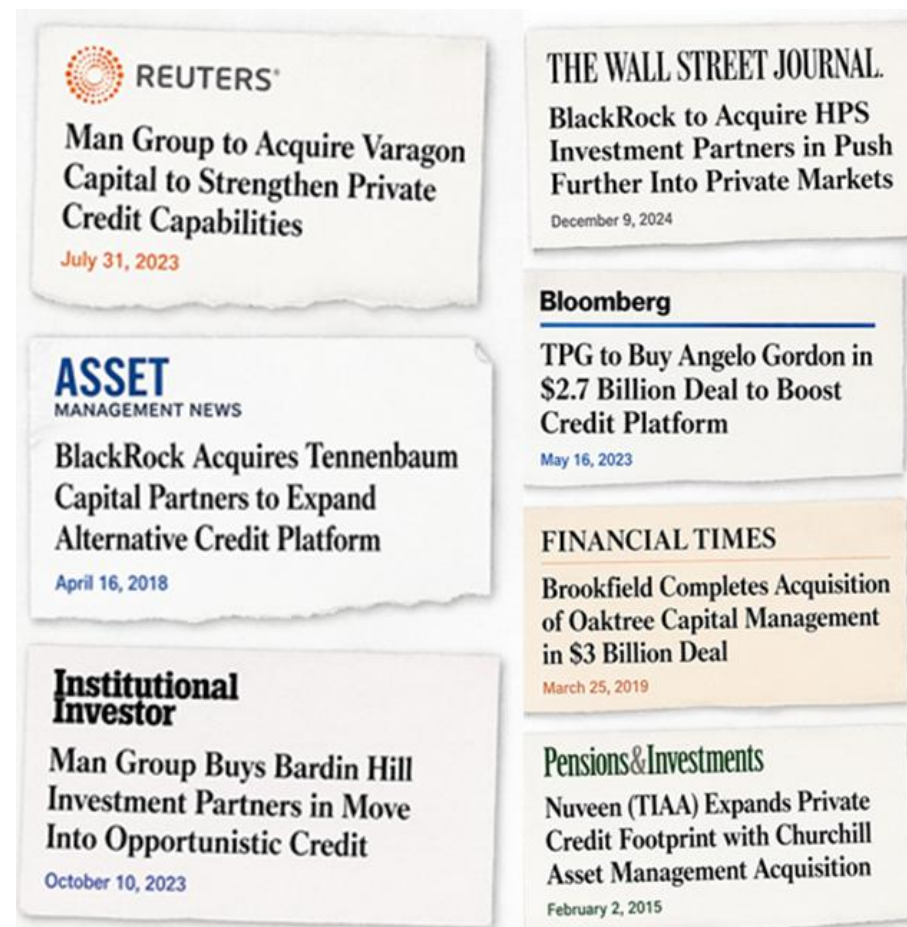 REUTERS®
Man Group to Acquire Varagon
Capital to Strengthen Private
Credit Capabilities
July 31, 2023
ASSET
MANAGEMENT NEWS
BlackRock Acquires Tennenbaum
Capital Partners to Expand
Alternative Credit Platform
April 16, 2018
Institutional
Investor
Man Group Buys Bardin Hill
Investment Partners in Move
Into Opportunistic Credit
October 10, 2023
THE WALL STREET JOURNAL.
BlackRock to Acquire HPS
Investment Partners in Push
Further Into Private Markets
December 9, 2024
Bloomberg
TPG to Buy Angelo Gordon in
$2.7 Billion Deal to Boost
Credit Platform
May 16, 2023
FINANCIAL TIMES
Brookfield Completes Acquisition
of Oaktree Capital Management
in $3 Billion Deal
March 25, 2019
Pensions&Investments
Nuveen (TIAA) Expands Private
Credit Footprint with Churchill
Asset Management Acquisition
February 2, 2015